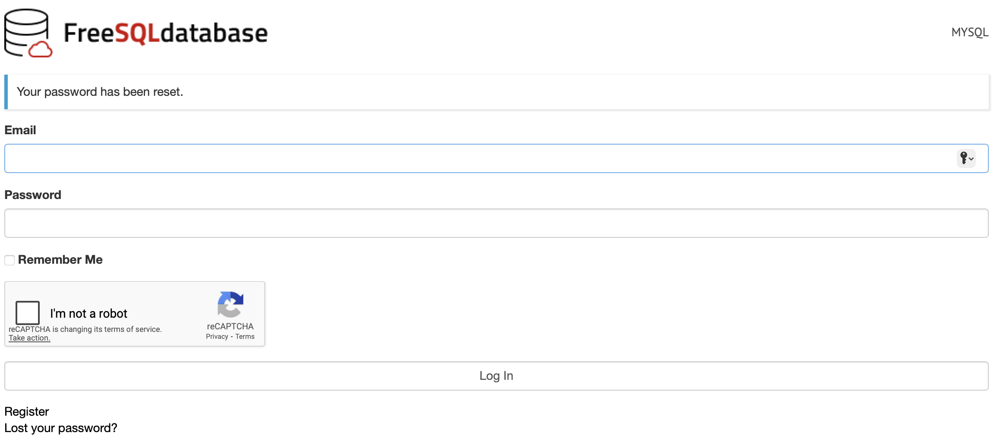 FreeSQLdatabase
MYSQL
Your password has been reset.
Email
Password
Remember Me
I'm not a robot
reCAPTCHA is changing its terms of service.
Take action.
reCAPTCHA
Privacy - Terms
Log In
Register
Lost your password?